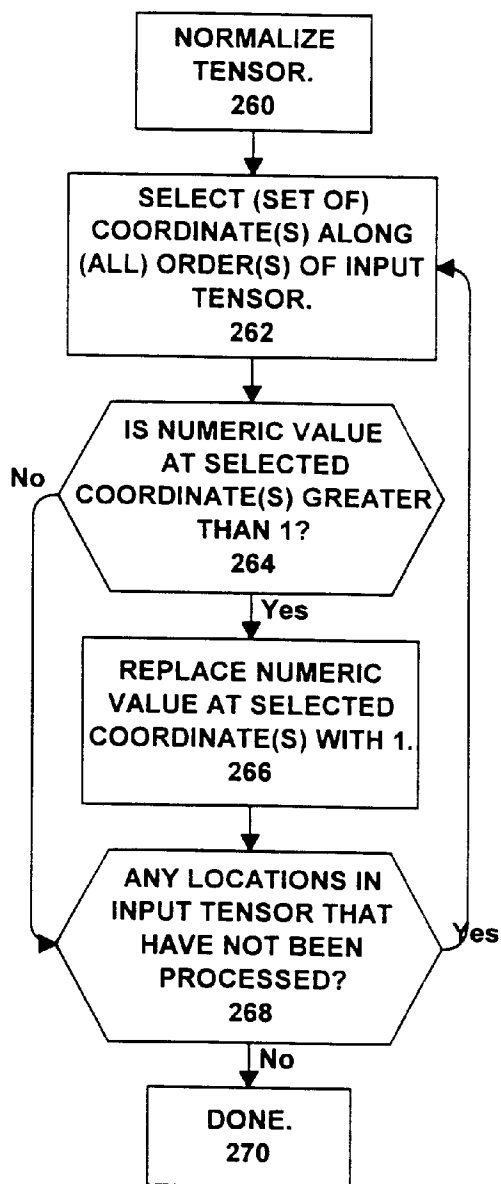 NORMALIZE
TENSOR.
260
SELECT (SET OF)
COORDINATE(S) ALONG
(ALL) ORDER(S) OF INPUT
TENSOR.
262
IS NUMERIC VALUE
AT SELECTED
COORDINATE(S) GREATER
THAN 1?
264
No
Yes
REPLACE NUMERIC
VALUE AT SELECTED
COORDINATE(S) WITH 1.
266
ANY LOCATIONS IN
INPUT TENSOR THAT
HAVE NOT BEEN
PROCESSED?
268
Yes
No
DONE.
270